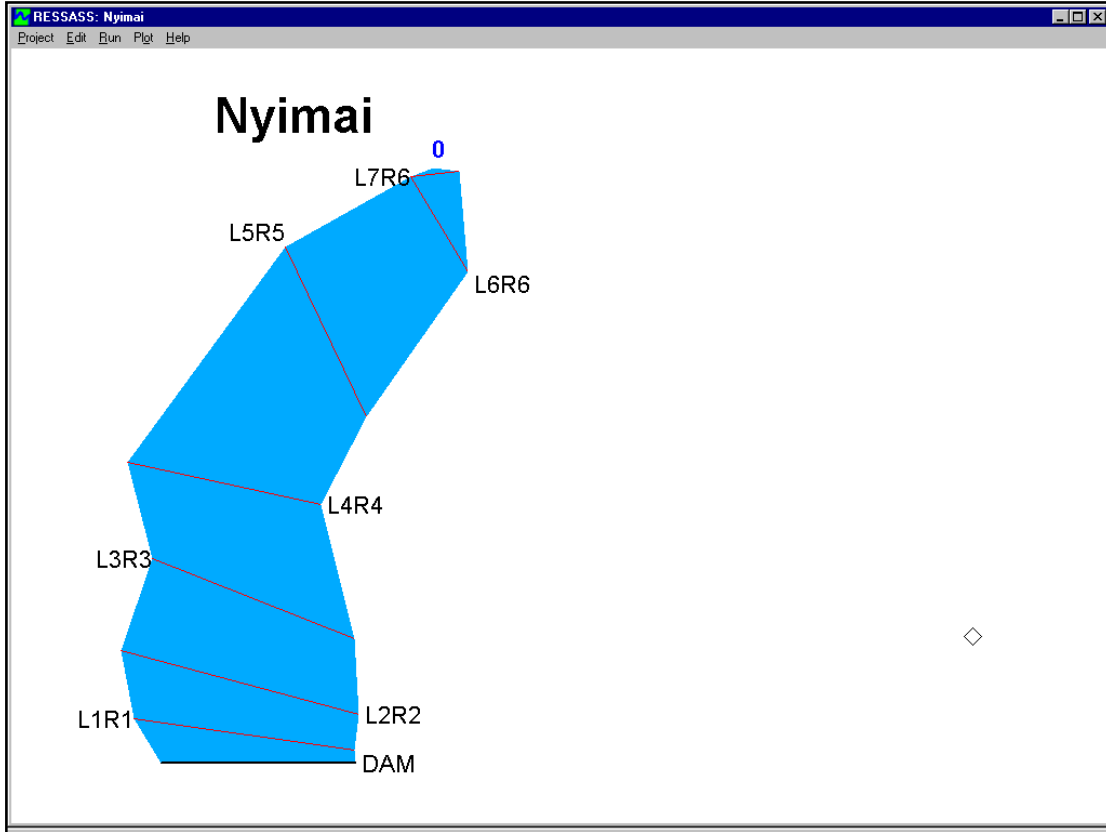 RESSASS: Nyimai
Project Edit Run Plot Help
Nyimai
0
L7R6
L5R5
L6R6
L4R4
L3R3
L1R1
L2R2
DAM